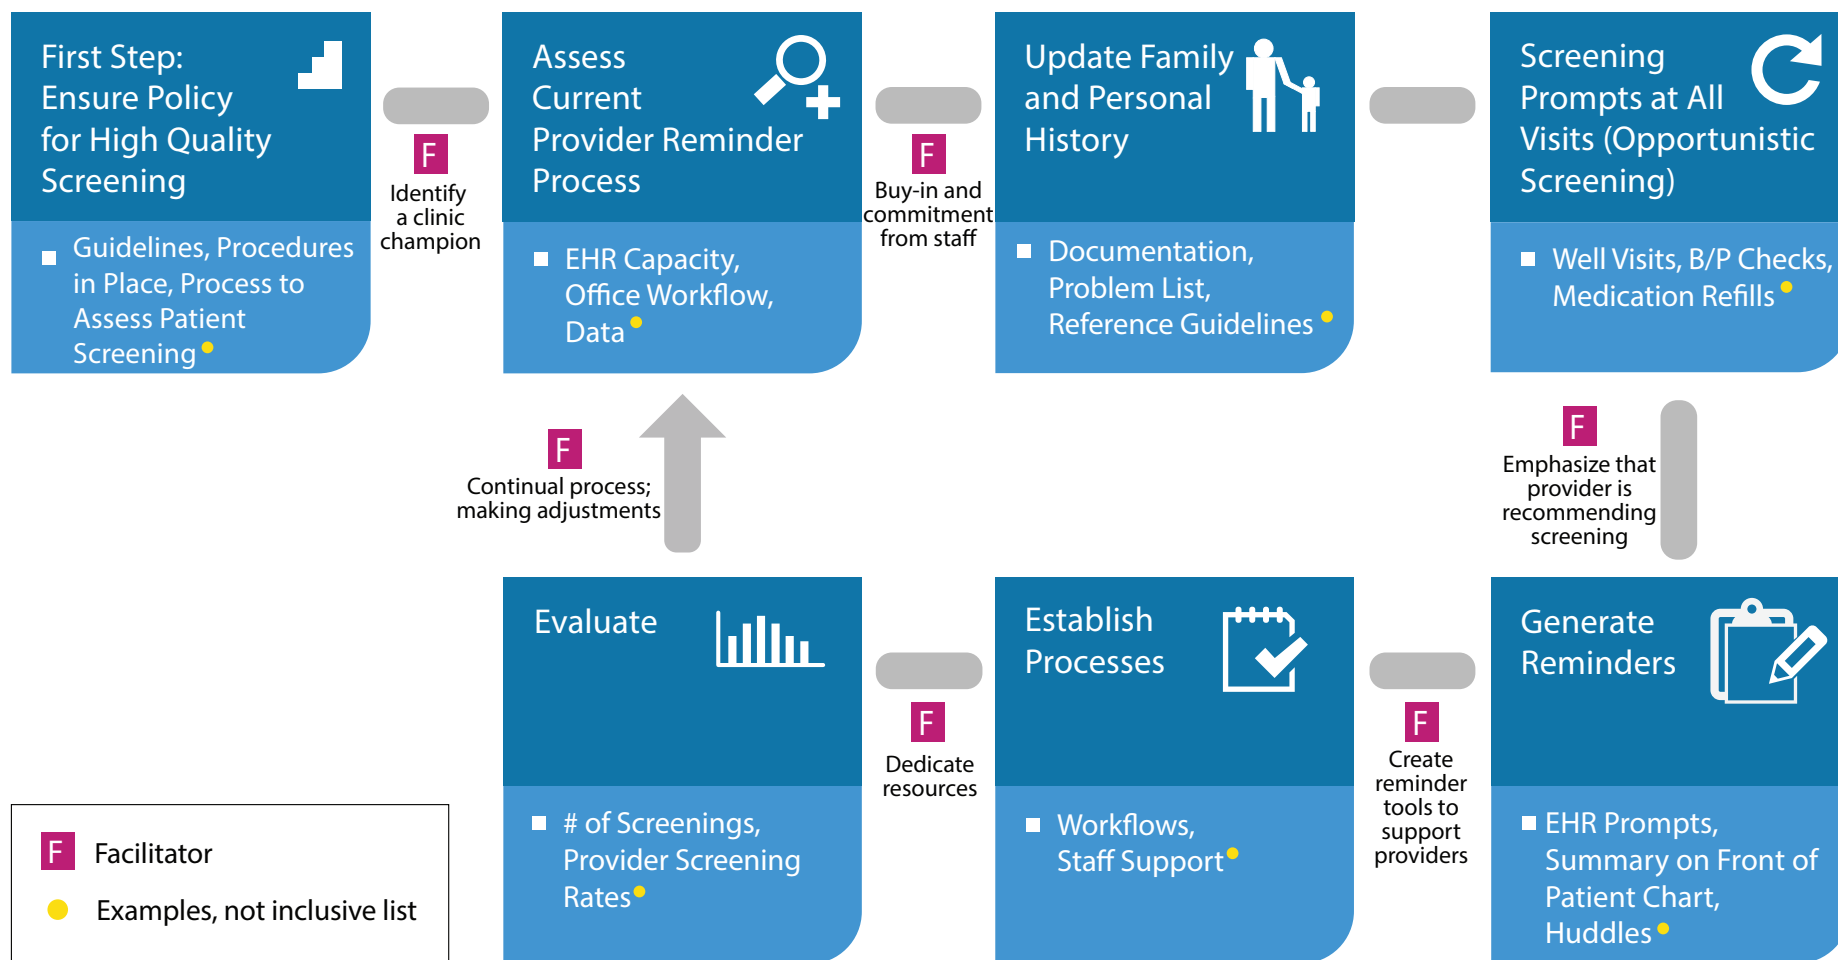 First Step:
Ensure Policy
for High Quality
Screening
Guidelines, Procedures
in Place, Process to
Assess Patient
Screening
F
Identify
a clinic
champion
Assess
Current
Provider Reminder
Process
EHR Capacity,
Office Workflow,
Data
F
Buy-in and
commitment
from staff
Update Family
and Personal
History
Documentation,
Problem List,
Reference Guidelines
Screening
Prompts at All
Visits (Opportunistic
Screening)
Well Visits, B/P Checks,
Medication Refills
F
Emphasize that
provider is
recommending
screening
Generate
Reminders
EHR Prompts,
Summary on Front of
Patient Chart,
Huddles
F
Create
reminder
tools to
support
providers
Establish
Processes
Workflows,
Staff Support
F
Dedicate
resources
Evaluate
# of Screenings,
Provider Screening
Rates
F
Continual process;
making adjustments
F Facilitator
Examples, not inclusive list